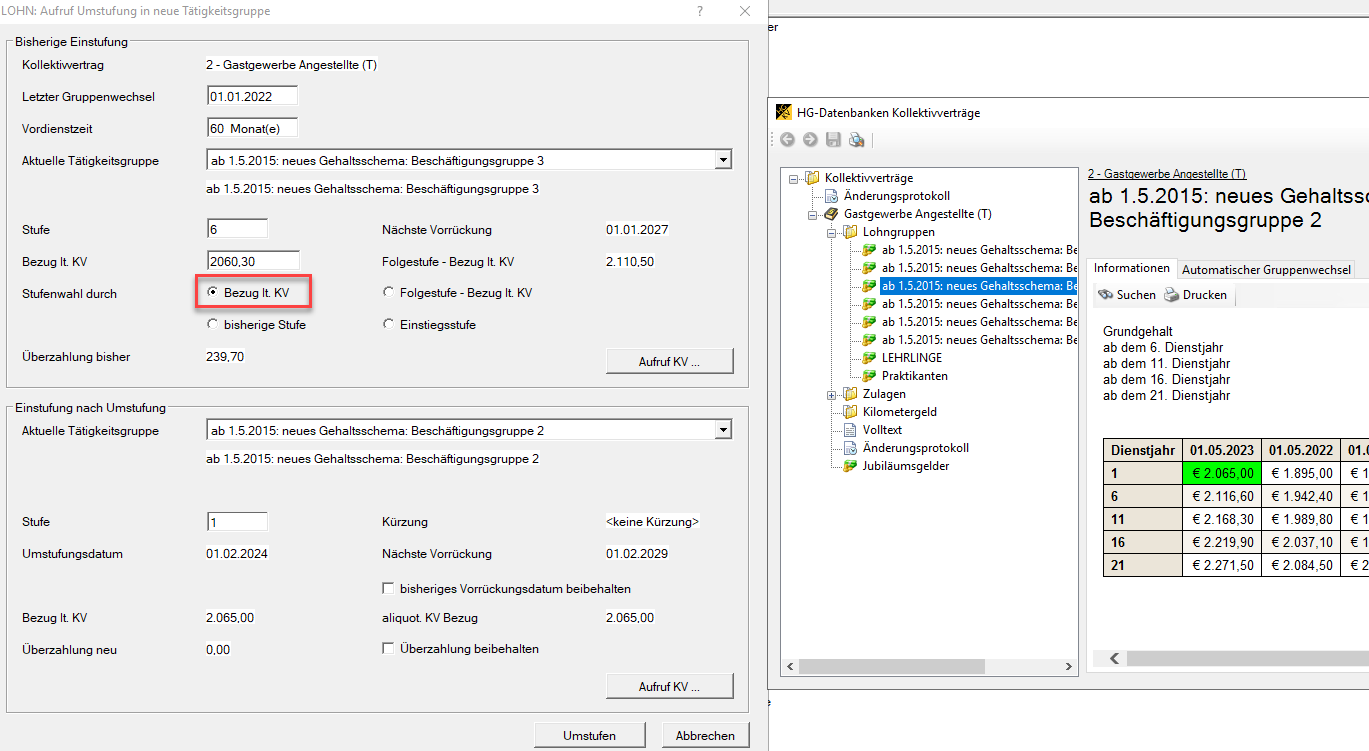 LOHN: Aufruf Umstufung in neue Tätigkeitsgruppe ?
Bisherige Einstufung
Kollektivvertrag 2 - Gastgewerbe Angestellte (T)
Letzter Gruppenwechsel 01.01.2022
Vordienstzeit 60 Monat(e)
Aktuelle Tätigkeitsgruppe ab 1.5.2015: neues Gehaltsschema: Beschäftigungsgruppe 3
ab 1.5.2015: neues Gehaltsschema: Beschäftigungsgruppe 3
Stufe 6 Nächste Vorrückung 01.01.2027
Bezug lt. KV 2060,30 Folgestufe - Bezug lt. KV 2.110,50
Stufenwahl durch Bezug lt. KV Folgestufe - Bezug lt. KV
bisherige Stufe Einstiegsstufe
Überzahlung bisher 239,70
Aufruf KV ...
Einstufung nach Umstufung
Aktuelle Tätigkeitsgruppe ab 1.5.2015: neues Gehaltsschema: Beschäftigungsgruppe 2
ab 1.5.2015: neues Gehaltsschema: Beschäftigungsgruppe 2
Stufe 1 Kürzung <keine Kürzung>
Umstufungsdatum 01.02.2024 Nächste Vorrückung 01.02.2029
bisheriges Vorrückungsdatum beibehalten
Bezug lt. KV 2.065,00 aliquot. KV Bezug 2.065,00
Überzahlung neu 0,00 Überzahlung beibehalten
Aufruf KV ...
Umstufen Abbrechen
er
HG-Datenbanken Kollektivverträge
Kollektivverträge
Änderungsprotokoll
Gastgewerbe Angestellte (T)
Lohngruppen
ab 1.5.2015: neues Gehaltsschema: Be
ab 1.5.2015: neues Gehaltsschema: Be
ab 1.5.2015: neues Gehaltsschema: Be
ab 1.5.2015: neues Gehaltsschema: Be
ab 1.5.2015: neues Gehaltsschema: Be
ab 1.5.2015: neues Gehaltsschema: Be
LEHRLINGE
Praktikanten
Zulagen
Kilometergeld
Volltext
Änderungsprotokoll
Jubiläumsgelder
2 - Gastgewerbe Angestellte (T)
ab 1.5.2015: neues Gehaltssc
Beschäftigungsgruppe 2
Informationen Automatischer Gruppenwechsel
Suchen Drucken
Grundgehalt
ab dem 6. Dienstjahr
ab dem 11. Dienstjahr
ab dem 16. Dienstjahr
ab dem 21. Dienstjahr
Dienstjahr 01.05.2023 01.05.2022 01.0
1 € 2.065,00 € 1.895,00 € 1
6 € 2.116,60 € 1.942,40 € 1
11 € 2.168,30 € 1.989,80 € 1
16 € 2.219,90 € 2.037,10 € 1
21 € 2.271,50 € 2.084,50 € 2